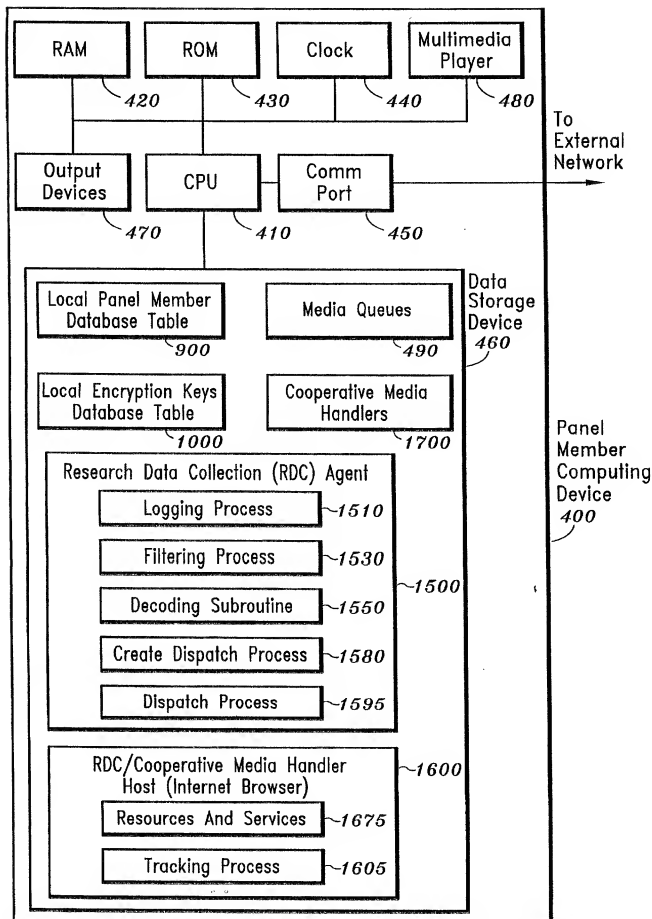 RAM
420
ROM
430
Clock
440
Multimedia
Player
480
To
External
Network
Output
Devices
470
CPU
410
Comm
Port
450
Data
Storage
Device
460
Local Panel Member
Database Table
900
Media Queues
490
Local Encryption Keys
Database Table
1000
Cooperative Media
Handlers
1700
Panel
Member
Computing
Device
400
Research Data Collection (RDC) Agent
Logging Process
1510
Filtering Process
1530
Decoding Subroutine
1550
Create Dispatch Process
1580
Dispatch Process
1595
1500
RDC/Cooperative Media Handler
Host (Internet Browser)
1600
Resources And Services
1675
Tracking Process
1605